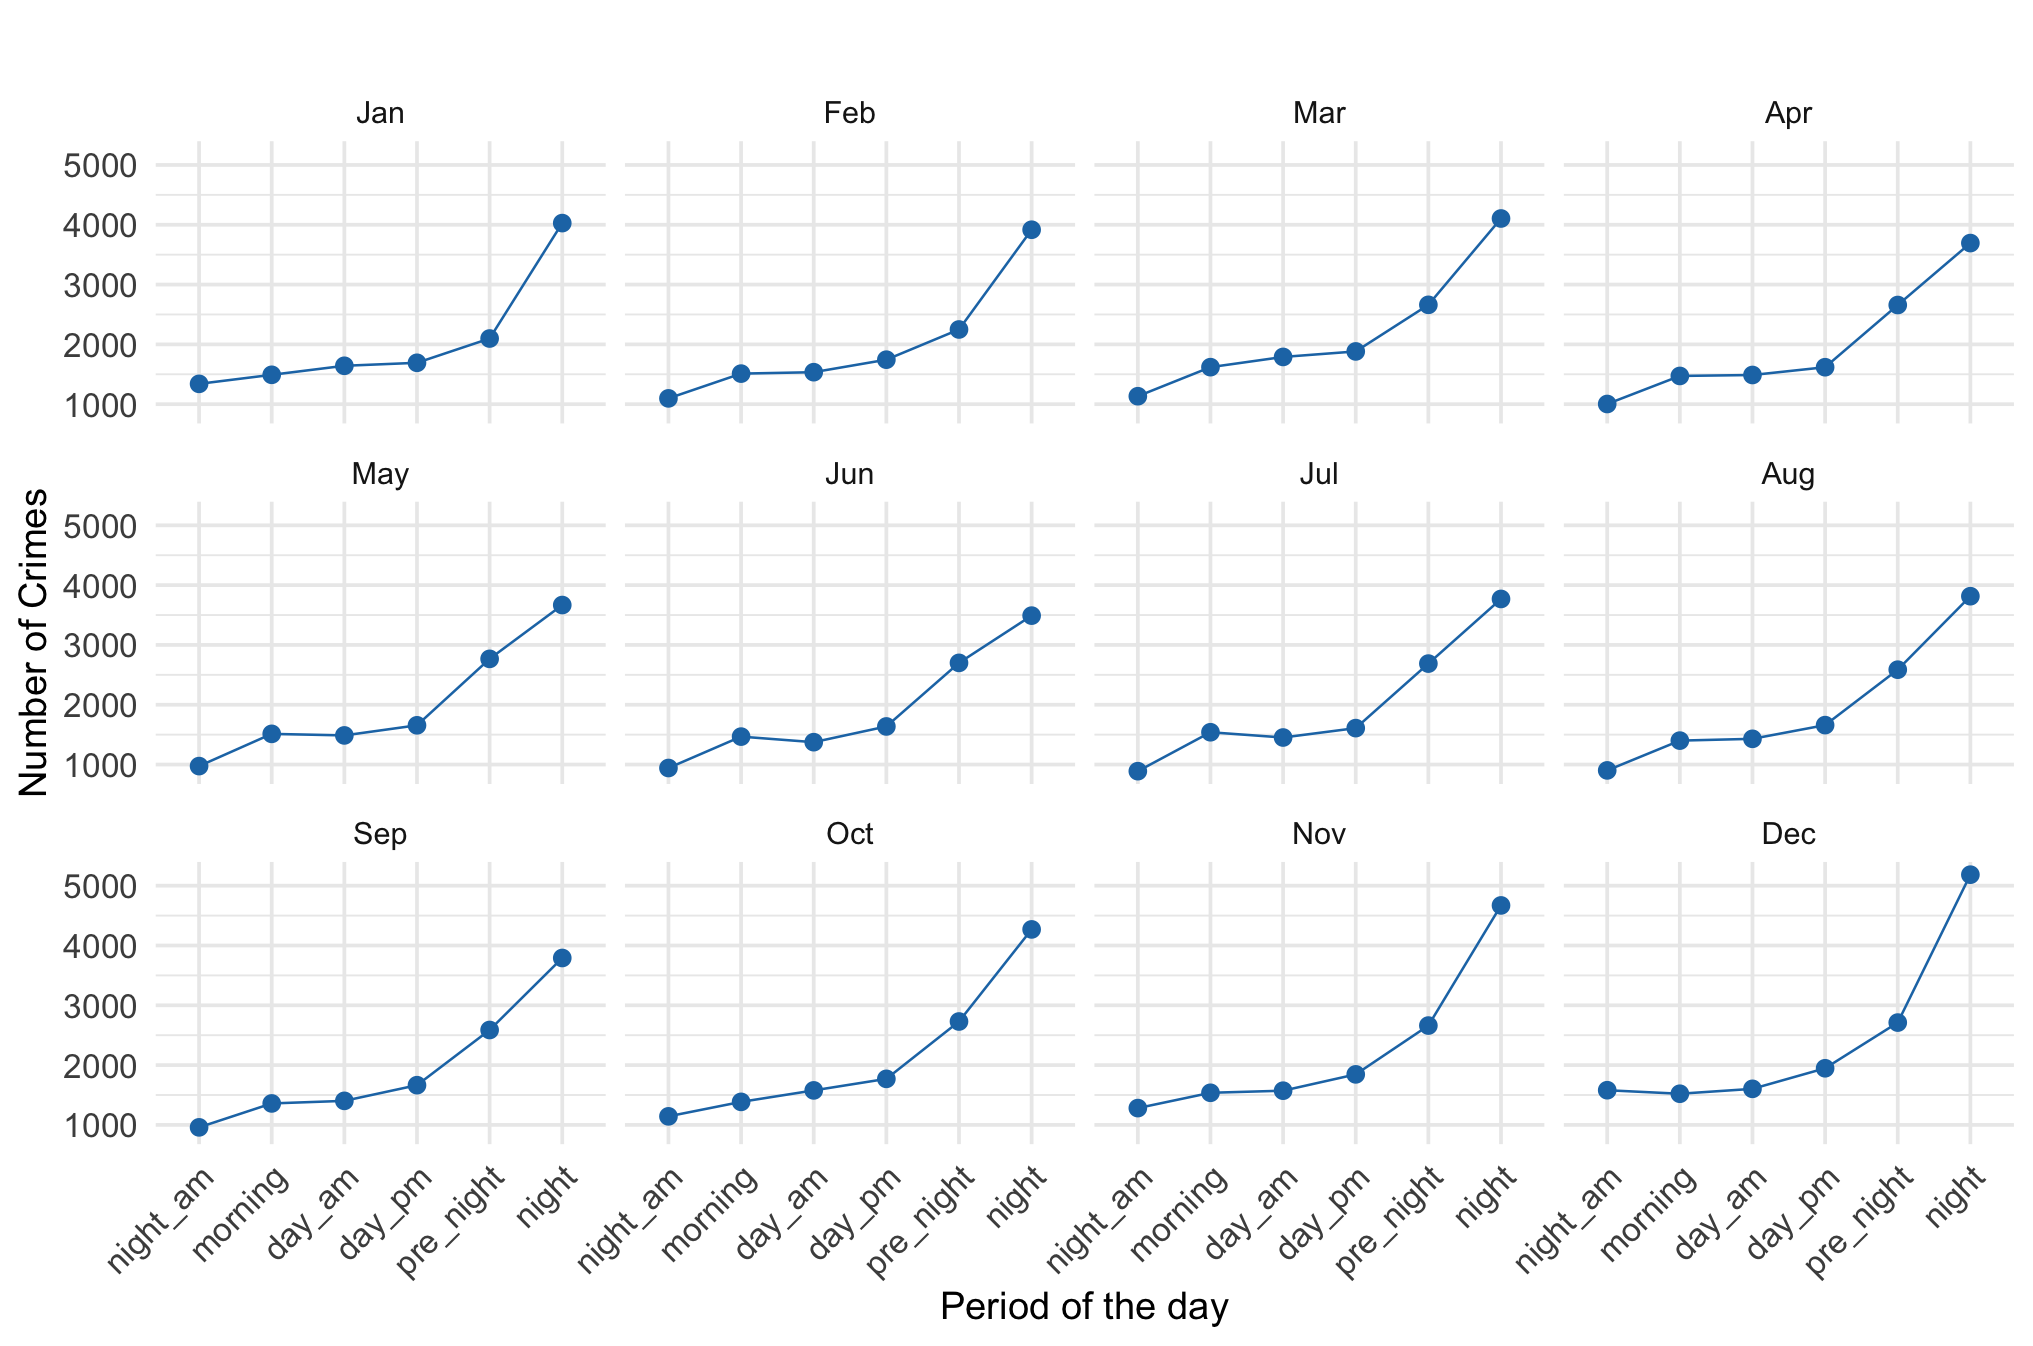 Jan Feb Mar Apr
5000
4000
3000
2000
1000
May Jun Jul Aug
5000
4000
3000
2000
1000
Number of Crimes
Sep Oct Nov Dec
5000
4000
3000
2000
1000
night_am morning day_am day_pm pre_night night night_am morning day_am day_pm pre_night night night_am morning day_am day_pm pre_night night night_am morning day_am day_pm pre_night night
Period of the day